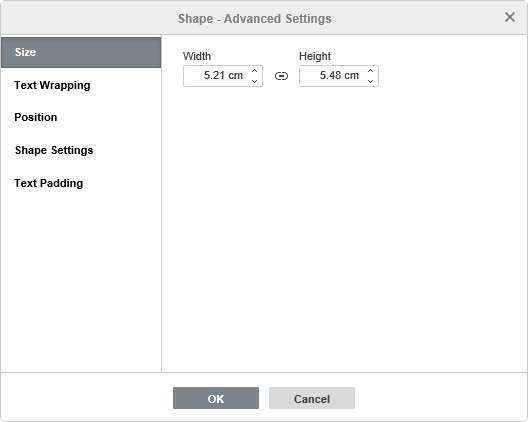 Shape - Advanced Settings
Size
Text Wrapping
Position
Shape Settings
Text Padding
Width
Height
5.21 cm
5.48 cm
OK
Cancel